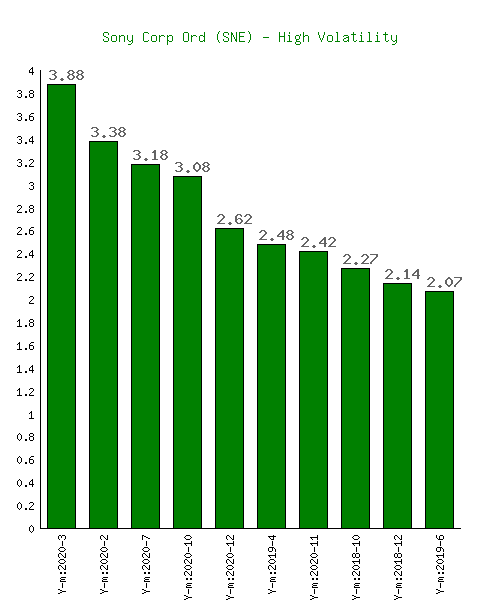 Sony Corp Ord (SNE) - High Volatility
4
3.8
3.6
3.4
3.2
3
2.8
2.6
2.4
2.2
2
1.8
1.6
1.4
1.2
1
0.8
0.6
0.4
0.2
0
3.88
3.38
3.18
3.08
2.62
2.48
2.42
2.27
2.14
2.07
Y-m:2020-3
Y-m:2020-2
Y-m:2020-7
Y-m:2020-10
Y-m:2020-12
Y-m:2019-4
Y-m:2020-11
Y-m:2018-10
Y-m:2018-12
Y-m:2019-6